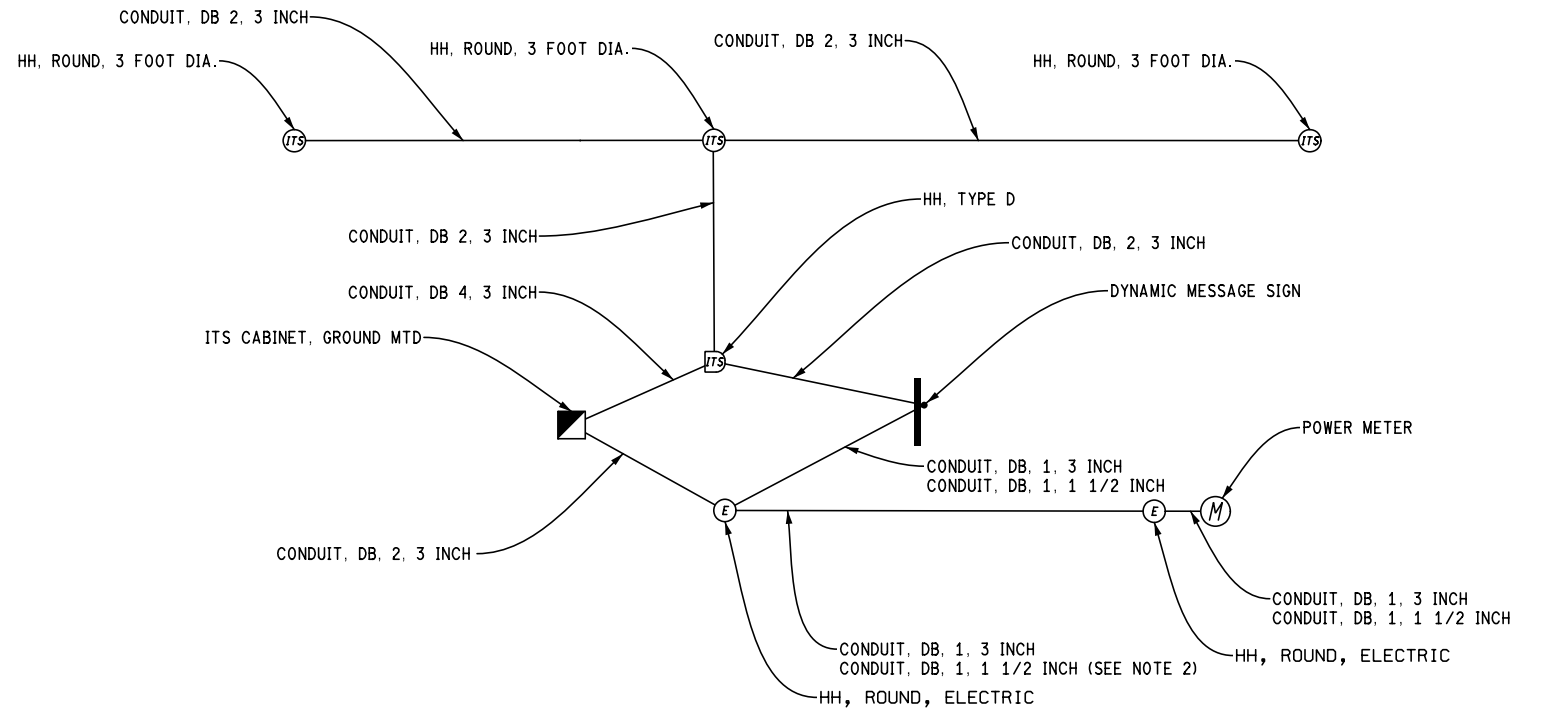 CONDUIT, DB 2, 3 INCH
HH, ROUND, 3 FOOT DIA.
HH, ROUND, 3 FOOT DIA.
CONDUIT, DB 2, 3 INCH
HH, ROUND, 3 FOOT DIA.
ITS
ITS
ITS
HH, TYPE D
CONDUIT, DB 2, 3 INCH
CONDUIT, DB, 2, 3 INCH
CONDUIT, DB 4, 3 INCH
DYNAMIC MESSAGE SIGN
ITS CABINET, GROUND MTD
ITS
POWER METER
CONDUIT, DB, 1, 3 INCH
CONDUIT, DB, 1, 1 1/2 INCH
E
E
M
CONDUIT, DB, 2, 3 INCH
CONDUIT, DB, 1, 3 INCH
CONDUIT, DB, 1, 1 1/2 INCH
CONDUIT, DB, 1, 3 INCH
CONDUIT, DB, 1, 1 1/2 INCH (SEE NOTE 2)
HH, ROUND, ELECTRIC
HH, ROUND, ELECTRIC